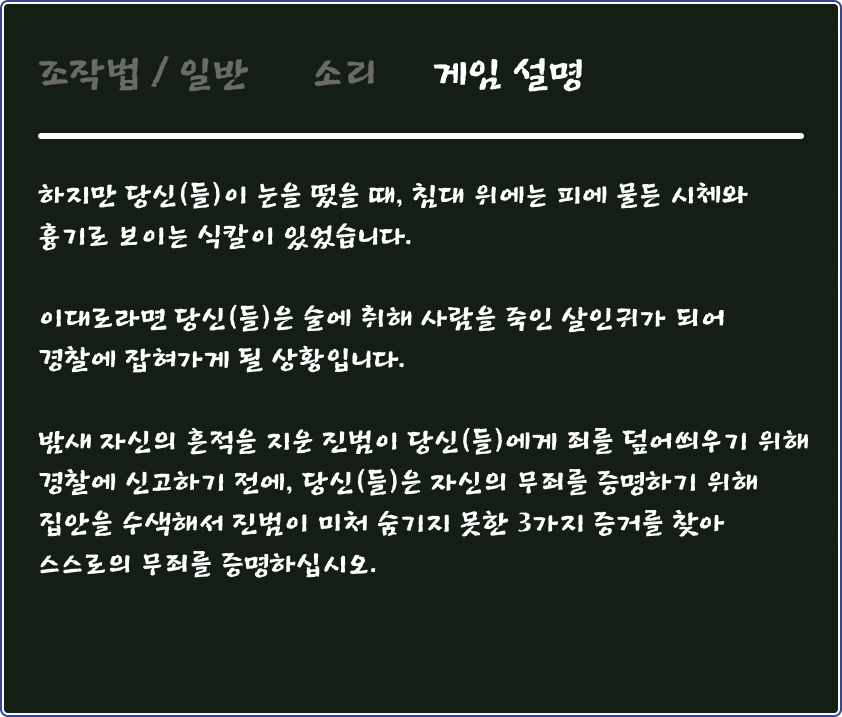 조작법 / 일반 소리 게임 설명
하지만 당신(들)이 눈을 떴을 때, 침대 위에는 피에 물든 시체와
흉기로 보이는 식칼이 있었습니다.
이대로라면 당신(들)은 술에 취해 사람을 죽인 살인귀가 되어
경찰에 잡혀가게 될 상황입니다.
밤새 자신의 흔적을 지운 진범이 당신(들)에게 죄를 덮어씌우기 위해
경찰에 신고하기 전에, 당신(들)은 자신의 무죄를 증명하기 위해
집안을 수색해서 진범이 미처 숨기지 못한 3가지 증거를 찾아
스스로의 무죄를 증명하십시오.